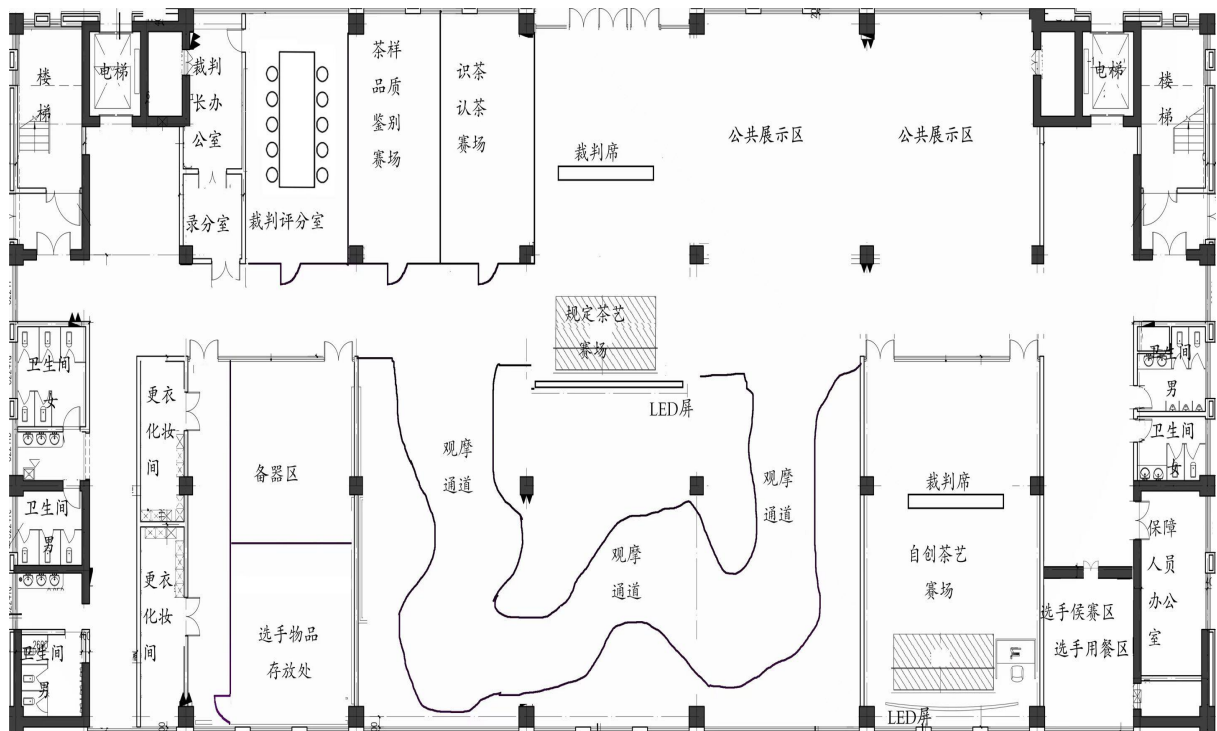 楼
梯
电梯
裁判
长办
公室
录分室
裁判评分室
茶样
品质
鉴别
赛场
识茶
认茶
赛场
裁判席
公共展示区
公共展示区
电梯
楼
梯
规定茶艺
赛场
LED屏
卫生间
女
卫生间
男
卫生间
男
2600
更衣
化妆
间
更衣
化妆
间
备器区
选手物品
存放处
观摩
通道
观摩
通道
观摩
通道
裁判席
自创茶艺
赛场
LED屏
卫生间
男
卫生间
女
保障
人员
办公
室
选手侯赛区
选手用餐区